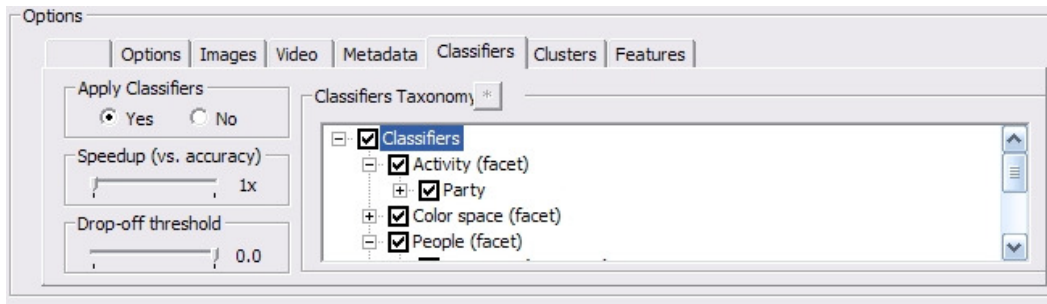 Options
Options Images Video Metadata Classifiers Clusters Features
Apply Classifiers
Yes No
Speedup (vs. accuracy)
1x
Drop-off threshold
0.0
Classifiers Taxonomy *
Classifiers
Activity (facet)
Party
Color space (facet)
People (facet)